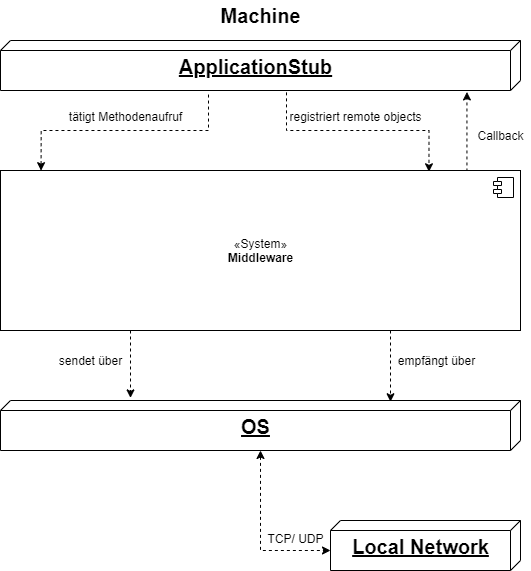 Machine
ApplicationStub
tätigt Methodenaufruf
registriert remote objects
Callback
«System»
Middleware
sendet über
empfängt über
OS
TCP/ UDP
Local Network